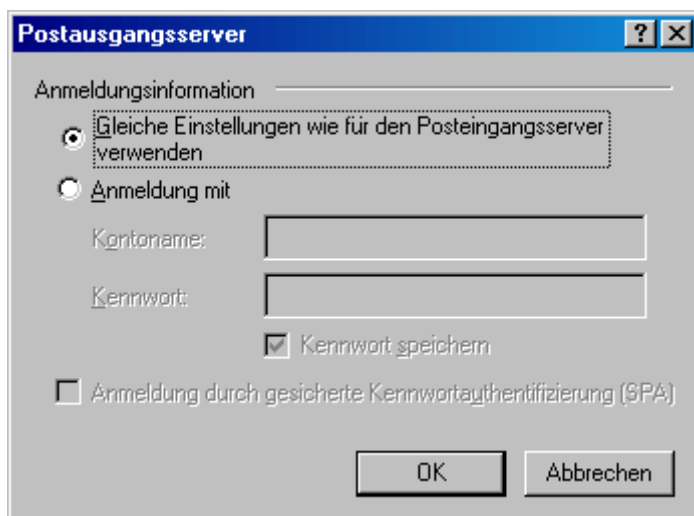 Postausgangsserver
Anmeldungsinformation
Gleiche Einstellungen wie für den Posteingangsserver
verwenden
Anmeldung mit
Kontoname:
Kennwort:
Kennwort speichern
Anmeldung durch gesicherte Kennwortauthentifizierung (SPA)
OK Abbrechen